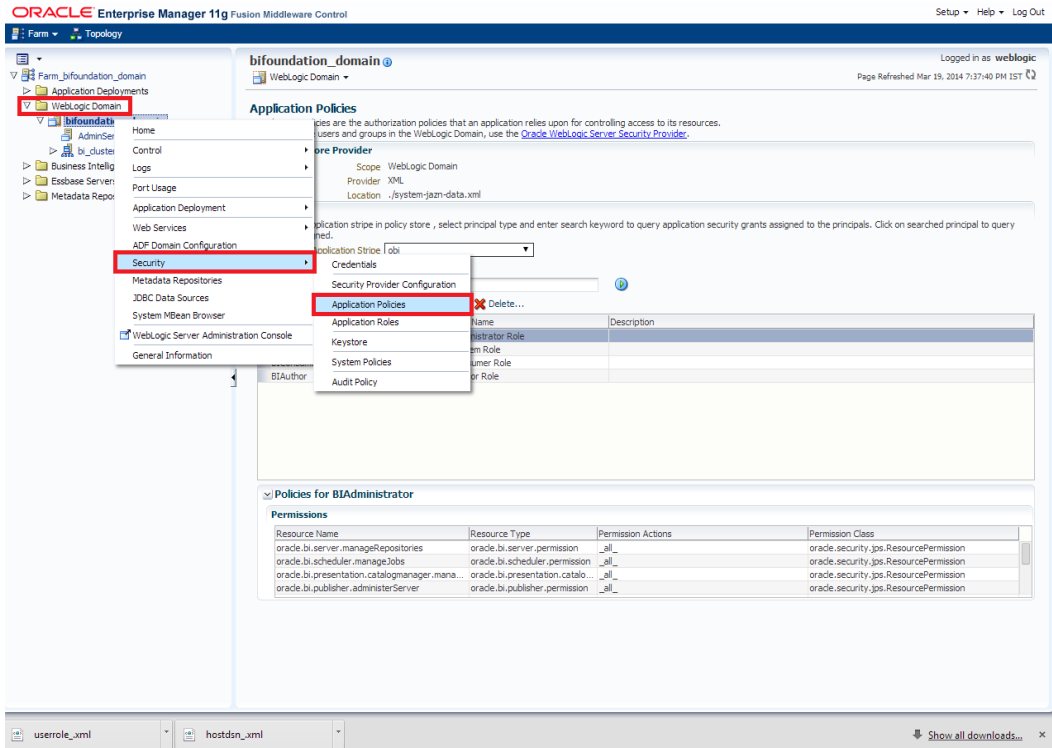 ORACLE Enterprise Manager 11g Fusion Middleware Control
Setup Help Log Out
Farm Topology
Farm_bifoundation_domain
Application Deployments
WebLogic Domain
AdminSer
bi_cluste
Business Intellig
Essbase Server
Metadata Repo
Home
Control
Logs
Port Usage
Application Deployment
Web Services
ADF Domain Configuration
Security
Metadata Repositories
JDBC Data Sources
System MBean Browser
WebLogic Server Administration Console
General Information
Credentials
Security Provider Configuration
Application Policies
Application Roles
Keystore
System Policies
Audit Policy
bifoundation_domain
WebLogic Domain
Logged in as weblogic
Page Refreshed Mar 19, 2014 7:37:40 PM IST
Application Policies
cies are the authorization policies that an application relies upon for controlling access to its resources.
users and groups in the WebLogic Domain, use the Oracle WebLogic Server Security Provider.
ore Provider
Scope WebLogic Domain
Provider XML
Location ./system-jazn-data.xml
plication stripe in policy store , select principal type and enter search keyword to query application security grants assigned to the principals. Click on searched principal to query
ned.
pplication Stripe obi
Delete...
Name Description
nistrator Role
em Role
umer Role
BIAuthor or Role
Policies for BIAdministrator
Permissions
Resource Name Resource Type Permission Actions Permission Class
oracle.bi.server.manageRepositories oracle.bi.server.permission _all_ oracle.security.jps.ResourcePermission
oracle.bi.scheduler.manageJobs oracle.bi.scheduler.permission _all_ oracle.security.jps.ResourcePermission
oracle.bi.presentation.catalogmanager.mana... oracle.bi.presentation.catalo... _all_ oracle.security.jps.ResourcePermission
oracle.bi.publisher.administerServer oracle.bi.publisher.permission _all_ oracle.security.jps.ResourcePermission
userrole_.xml
hostdsn_.xml
Show all downloads...